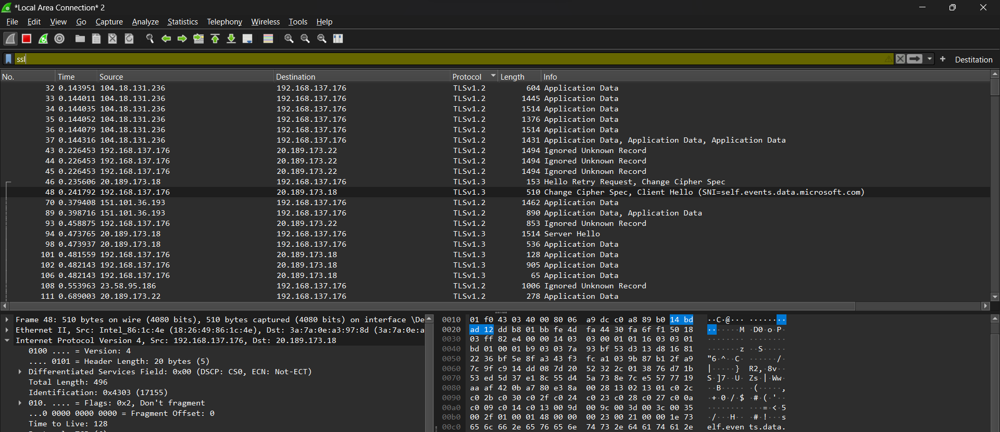 *Local Area Connection* 2
File Edit View Go Capture Analyze Statistics Telephony Wireless Tools Help
ssl
+ Destitation
No. Time Source Destination Protocol Length Info
32 0.143951 104.18.131.236 192.168.137.176 TLSv1.2 604 Application Data
33 0.144011 104.18.131.236 192.168.137.176 TLSv1.2 1445 Application Data
34 0.144035 104.18.131.236 192.168.137.176 TLSv1.2 1514 Application Data
35 0.144052 104.18.131.236 192.168.137.176 TLSv1.2 1376 Application Data
36 0.144079 104.18.131.236 192.168.137.176 TLSv1.2 1514 Application Data
37 0.144316 104.18.131.236 192.168.137.176 TLSv1.2 1431 Application Data, Application Data, Application Data
43 0.226453 192.168.137.176 20.189.173.22 TLSv1.2 1494 Ignored Unknown Record
44 0.226453 192.168.137.176 20.189.173.22 TLSv1.2 1494 Ignored Unknown Record
45 0.226453 192.168.137.176 20.189.173.22 TLSv1.2 1494 Ignored Unknown Record
46 0.235606 20.189.173.18 192.168.137.176 TLSv1.3 153 Hello Retry Request, Change Cipher Spec
48 0.241792 192.168.137.176 20.189.173.18 TLSv1.3 510 Change Cipher Spec, Client Hello (SNI=self.events.data.microsoft.com)
70 0.379408 151.101.36.193 192.168.137.176 TLSv1.2 1462 Application Data
89 0.398716 151.101.36.193 192.168.137.176 TLSv1.2 890 Application Data, Application Data
93 0.458875 192.168.137.176 20.189.173.22 TLSv1.2 853 Ignored Unknown Record
94 0.473765 20.189.173.18 192.168.137.176 TLSv1.3 1514 Server Hello
98 0.473937 20.189.173.18 192.168.137.176 TLSv1.3 536 Application Data
101 0.481559 192.168.137.176 20.189.173.18 TLSv1.3 128 Application Data
102 0.482143 192.168.137.176 20.189.173.18 TLSv1.3 905 Application Data
106 0.482143 192.168.137.176 20.189.173.18 TLSv1.3 65 Application Data
108 0.553963 23.58.95.186 192.168.137.176 TLSv1.2 1006 Ignored Unknown Record
111 0.689003 20.189.173.22 192.168.137.176 TLSv1.2 278 Application Data
Frame 48: 510 bytes on wire (4080 bits), 510 bytes captured (4080 bits) on interface \De
Ethernet II, Src: Intel_86:1c:4e (18:26:49:86:1c:4e), Dst: 3a:7a:0e:a3:97:8d (3a:7a:0e:a
Internet Protocol Version 4, Src: 192.168.137.176, Dst: 20.189.173.18
0100 .... = Version: 4
.... 0101 = Header Length: 20 bytes (5)
Differentiated Services Field: 0x00 (DSCP: CS0, ECN: Not-ECT)
Total Length: 496
Identification: 0x4303 (17155)
010. .... = Flags: 0x2, Don't fragment
...0 0000 0000 0000 = Fragment Offset: 0
Time to Live: 128
0010 01 f0 43 03 40 00 80 06 a9 dc c0 a8 89 b0 14 bd ··C·@··· ········
0020 ad 12 dd b8 01 bb fe 4d fa 44 30 fa 6f f1 50 18 ·······M ·D0·o·P·
0030 03 ff 82 e4 00 00 14 03 03 00 01 01 16 03 03 01 ········ ········
0040 bd 01 00 01 b9 03 03 7a 93 bf 53 d3 13 d8 16 81 ·······z ··S·····
0050 22 36 bf 5e 8f a3 43 f3 fc a1 03 9b 87 b1 2f a9 "6·^··C· ······/·
0060 7c 9f c9 14 dd 08 7d 20 52 32 2c 01 38 76 d7 1b |·····} R2,·8v··
0070 53 ed 5d 37 e1 8c 55 d4 5a 73 8e 7c e5 57 77 19 S·]7··U· Zs·|·Ww·
0080 aa af 42 0b a7 80 e3 8a 00 28 13 02 13 01 c0 2c ··B····· ·(·····,
0090 c0 2b c0 30 c0 2f c0 24 c0 23 c0 28 c0 27 c0 0a ·+·0·/·$ ·#·(·'··
00a0 c0 09 c0 14 c0 13 00 9d 00 9c 00 3d 00 3c 00 35 ········ ···=·<·5
00b0 00 2f 01 00 01 48 00 00 00 23 00 21 00 00 1e 73 ·/···H·· ·#·!···s
00c0 65 6c 66 2e 65 76 65 6e 74 73 2e 64 61 74 61 2e elf.even ts.data.